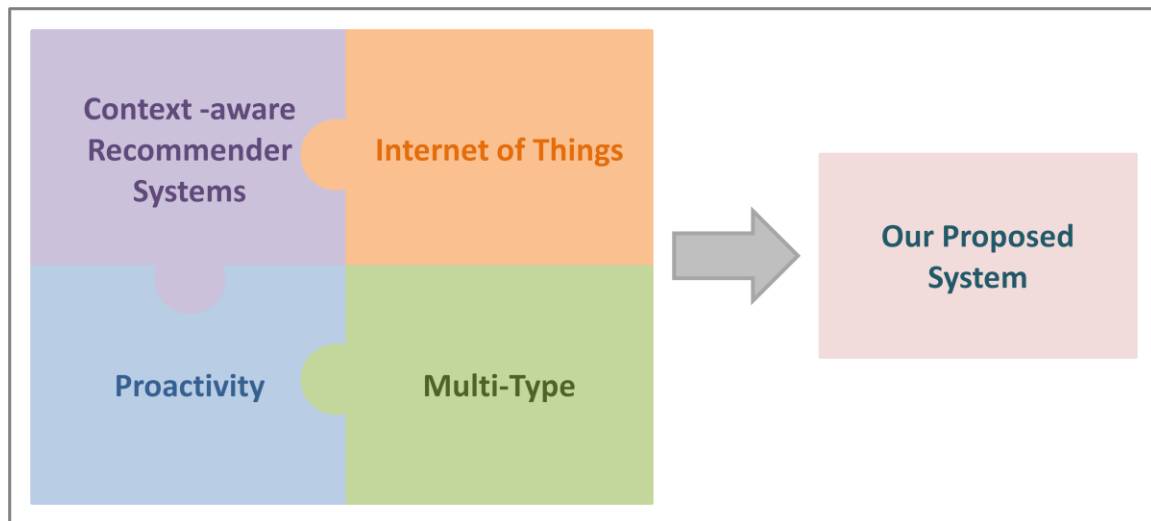 Context -aware
Recommender
Systems
Internet of Things
Proactivity
Multi-Type
Our Proposed
System